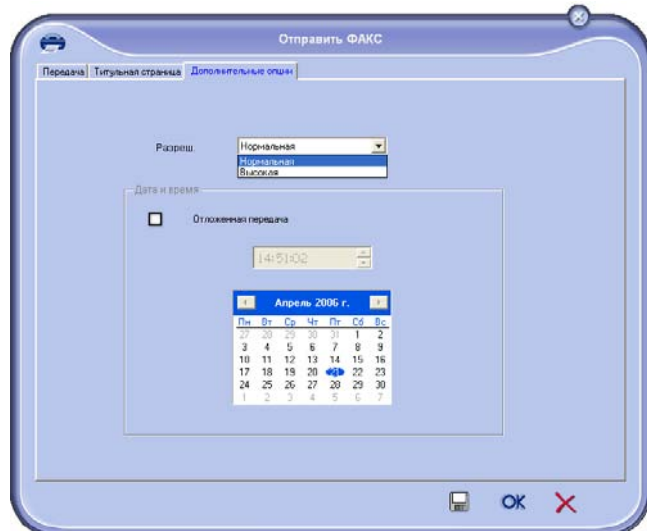 Отправить ФАКС
Передача Титульная страница Дополнительные опции
Разреш. Нормальная
Нормальная
Высокая
Дата и время
Отложенная передача
14:51:02
Апрель 2006 г.
Пн Вт Ср Чт Пт Сб Вс
27 28 29 30 31 1 2
3 4 5 6 7 8 9
10 11 12 13 14 15 16
17 18 19 20 21 22 23
24 25 26 27 28 29 30
1 2 3 4 5 6 7
OK